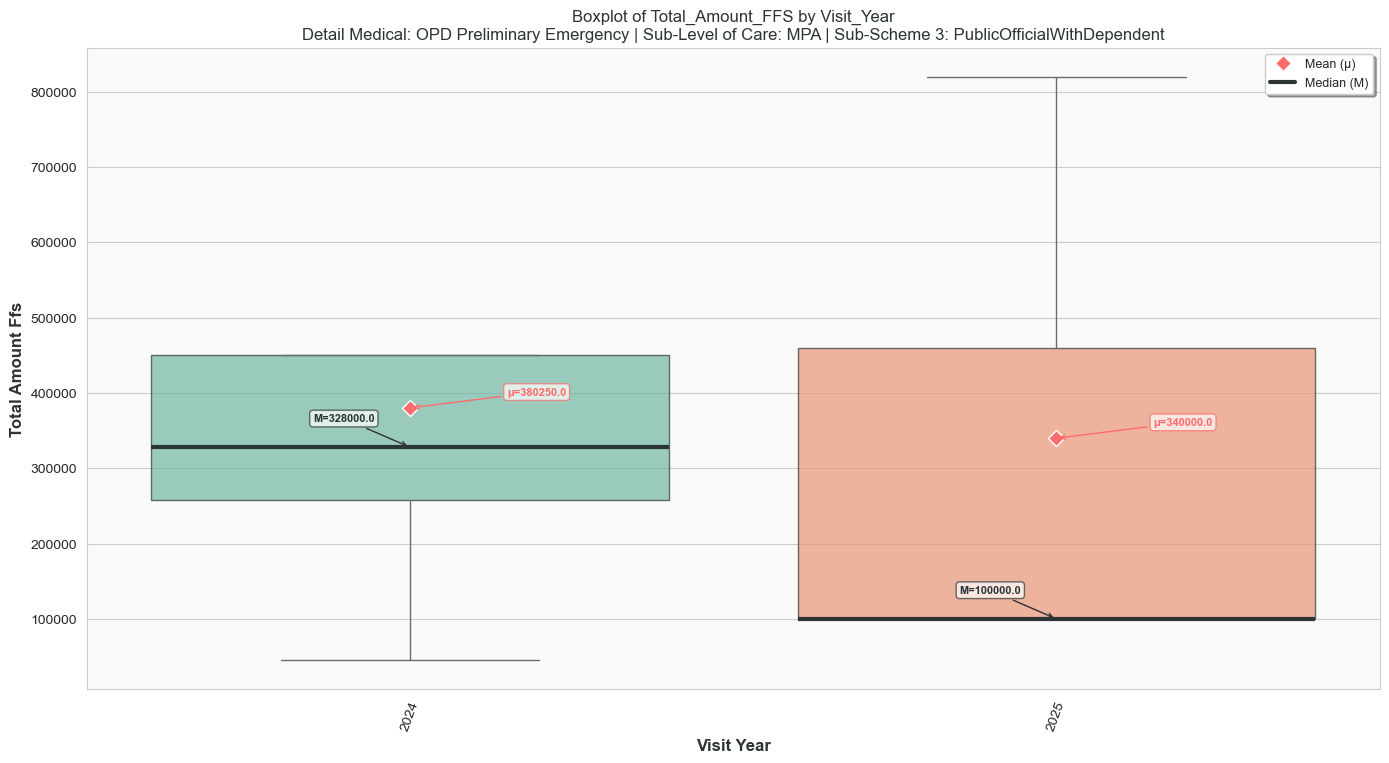 Boxplot of Total_Amount_FFS by Visit_Year
Detail Medical: OPD Preliminary Emergency | Sub-Level of Care: MPA | Sub-Scheme 3: PublicOfficialWithDependent
Mean (μ)
Median (M)
800000
700000
600000
500000
400000
300000
200000
100000
Total Amount Ffs
μ=380250.0
M=328000.0
μ=340000.0
M=100000.0
2024
2025
Visit Year